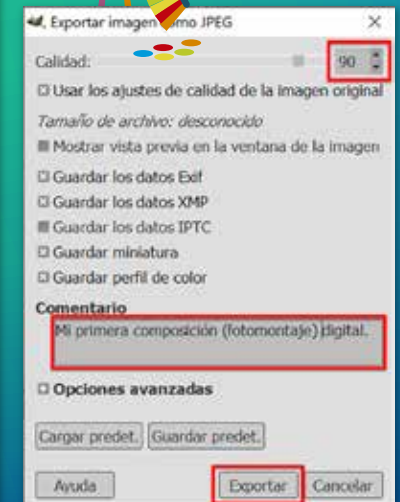 Exportar imagen como JPEG
Calidad: 90
Usar los ajustes de calidad de la imagen original
Tamaño de archivo: desconocido
Mostrar vista previa en la ventana de la imagen
Guardar los datos Exif
Guardar los datos XMP
Guardar los datos IPTC
Guardar miniatura
Guardar perfil de color
Comentario
Mi primera composición (fotomontaje) digital.
Opciones avanzadas
Cargar predet. Guardar predet.
Ayuda Exportar Cancelar